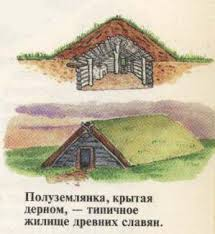 Полуземлянка, крытая
дерном, — типичное
жилище древних славян.